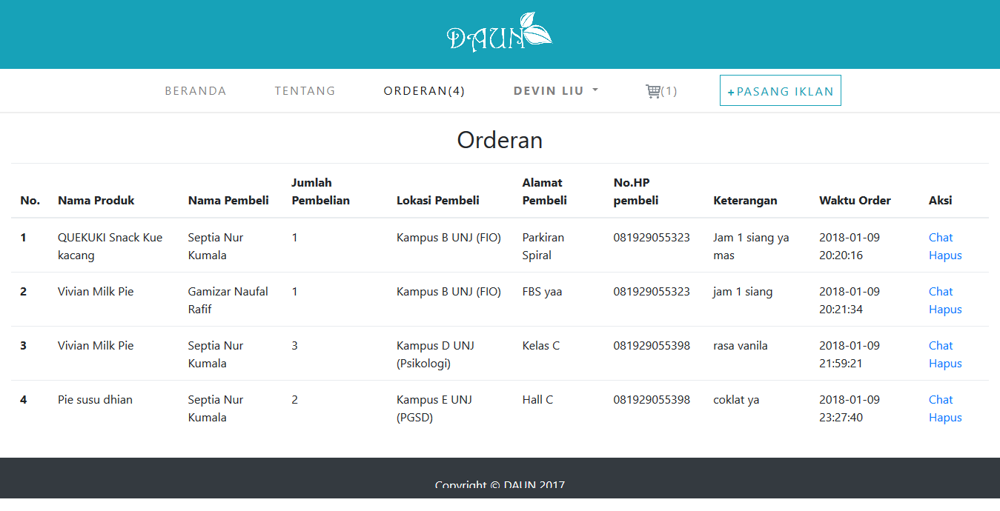 DAUN
BERANDA TENTANG ORDERAN(4) DEVIN LIU (1) +PASANG IKLAN
Orderan
No. Nama Produk Nama Pembeli Jumlah Pembelian Lokasi Pembeli Alamat Pembeli No.HP pembeli Keterangan Waktu Order Aksi
1 QUEKUKI Snack Kue kacang Septia Nur Kumala 1 Kampus B UNJ (FIO) Parkiran Spiral 081929055323 Jam 1 siang ya mas 2018-01-09 20:20:16 Chat Hapus
2 Vivian Milk Pie Gamizar Naufal Rafif 1 Kampus B UNJ (FIO) FBS yaa 081929055323 jam 1 siang 2018-01-09 20:21:34 Chat Hapus
3 Vivian Milk Pie Septia Nur Kumala 3 Kampus D UNJ (Psikologi) Kelas C 081929055398 rasa vanila 2018-01-09 21:59:21 Chat Hapus
4 Pie susu dhian Septia Nur Kumala 2 Kampus E UNJ (PGSD) Hall C 081929055398 coklat ya 2018-01-09 23:27:40 Chat Hapus
Copyright © DAUN 2017